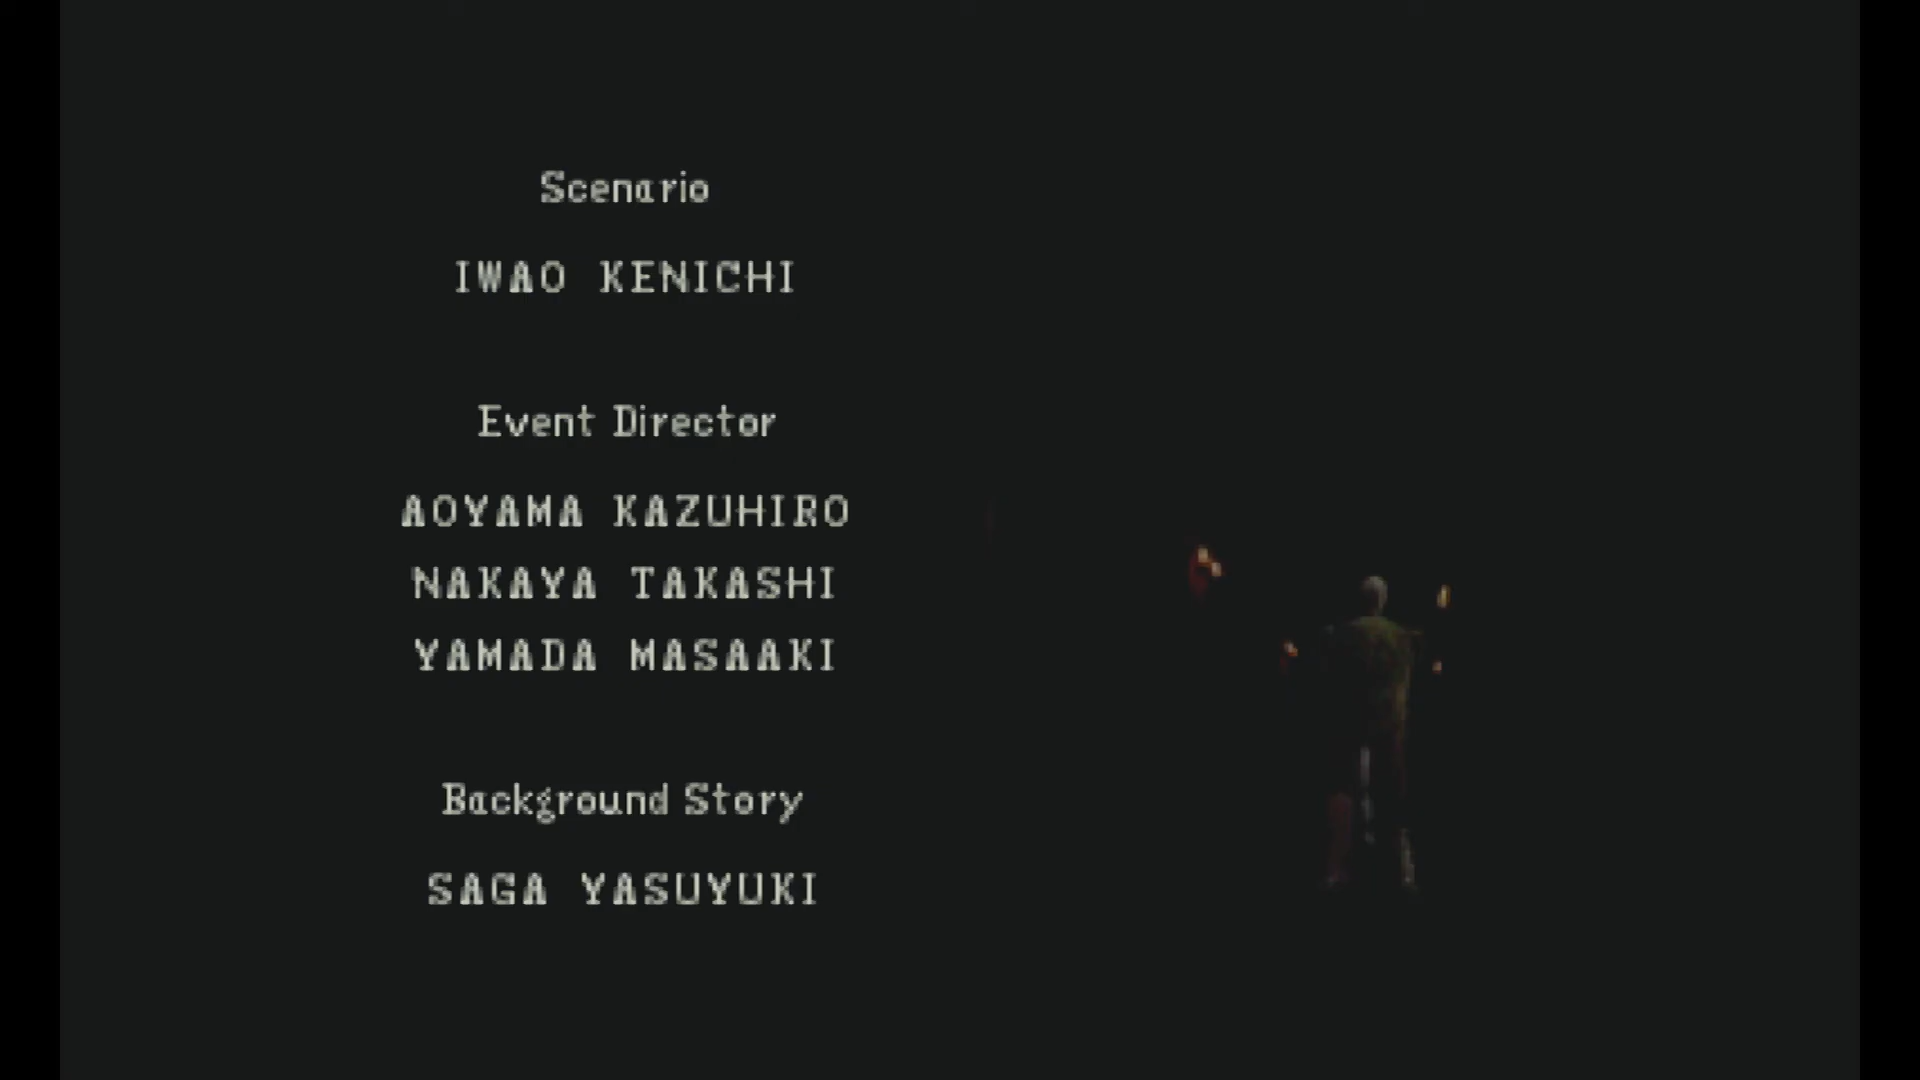 Scenario
IWAO KENICHI
Event Director
AOYAMA KAZUHIRO
NAKAYA TAKASHI
YAMADA MASAAKI
Background Story
SAGA YASUYUKI